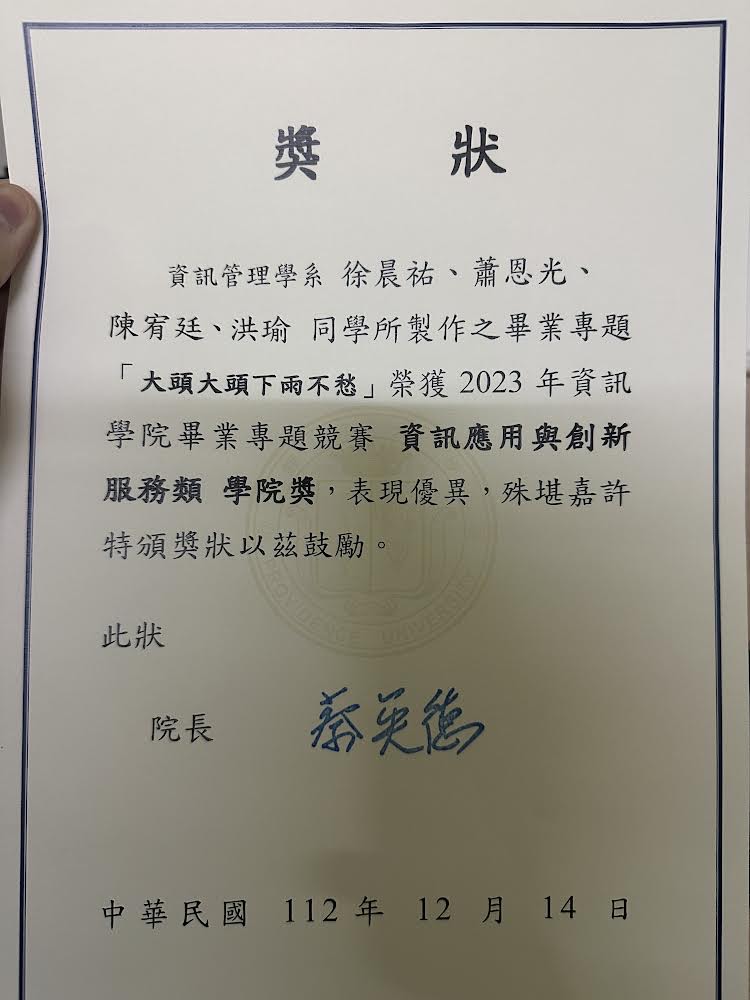 獎 狀
資訊管理學系 徐晨祐、蕭恩光、
陳宥廷、洪瑜 同學所製作之畢業專題
「大頭大頭下雨不愁」榮獲 2023 年資訊
學院畢業專題競賽 資訊應用與創新
服務類 學院獎，表現優異，殊堪嘉許
特頒獎狀以茲鼓勵。
PROVIDENCE UNIVERSITY
此狀
院長 蔡英德
中華民國 112 年 12 月 14 日